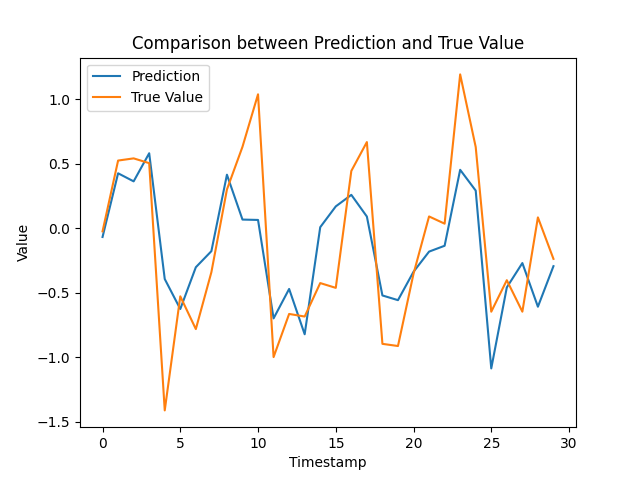 Comparison between Prediction and True Value
Prediction
True Value
1.0
0.5
0.0
−0.5
−1.0
−1.5
Value
0 5 10 15 20 25 30
Timestamp